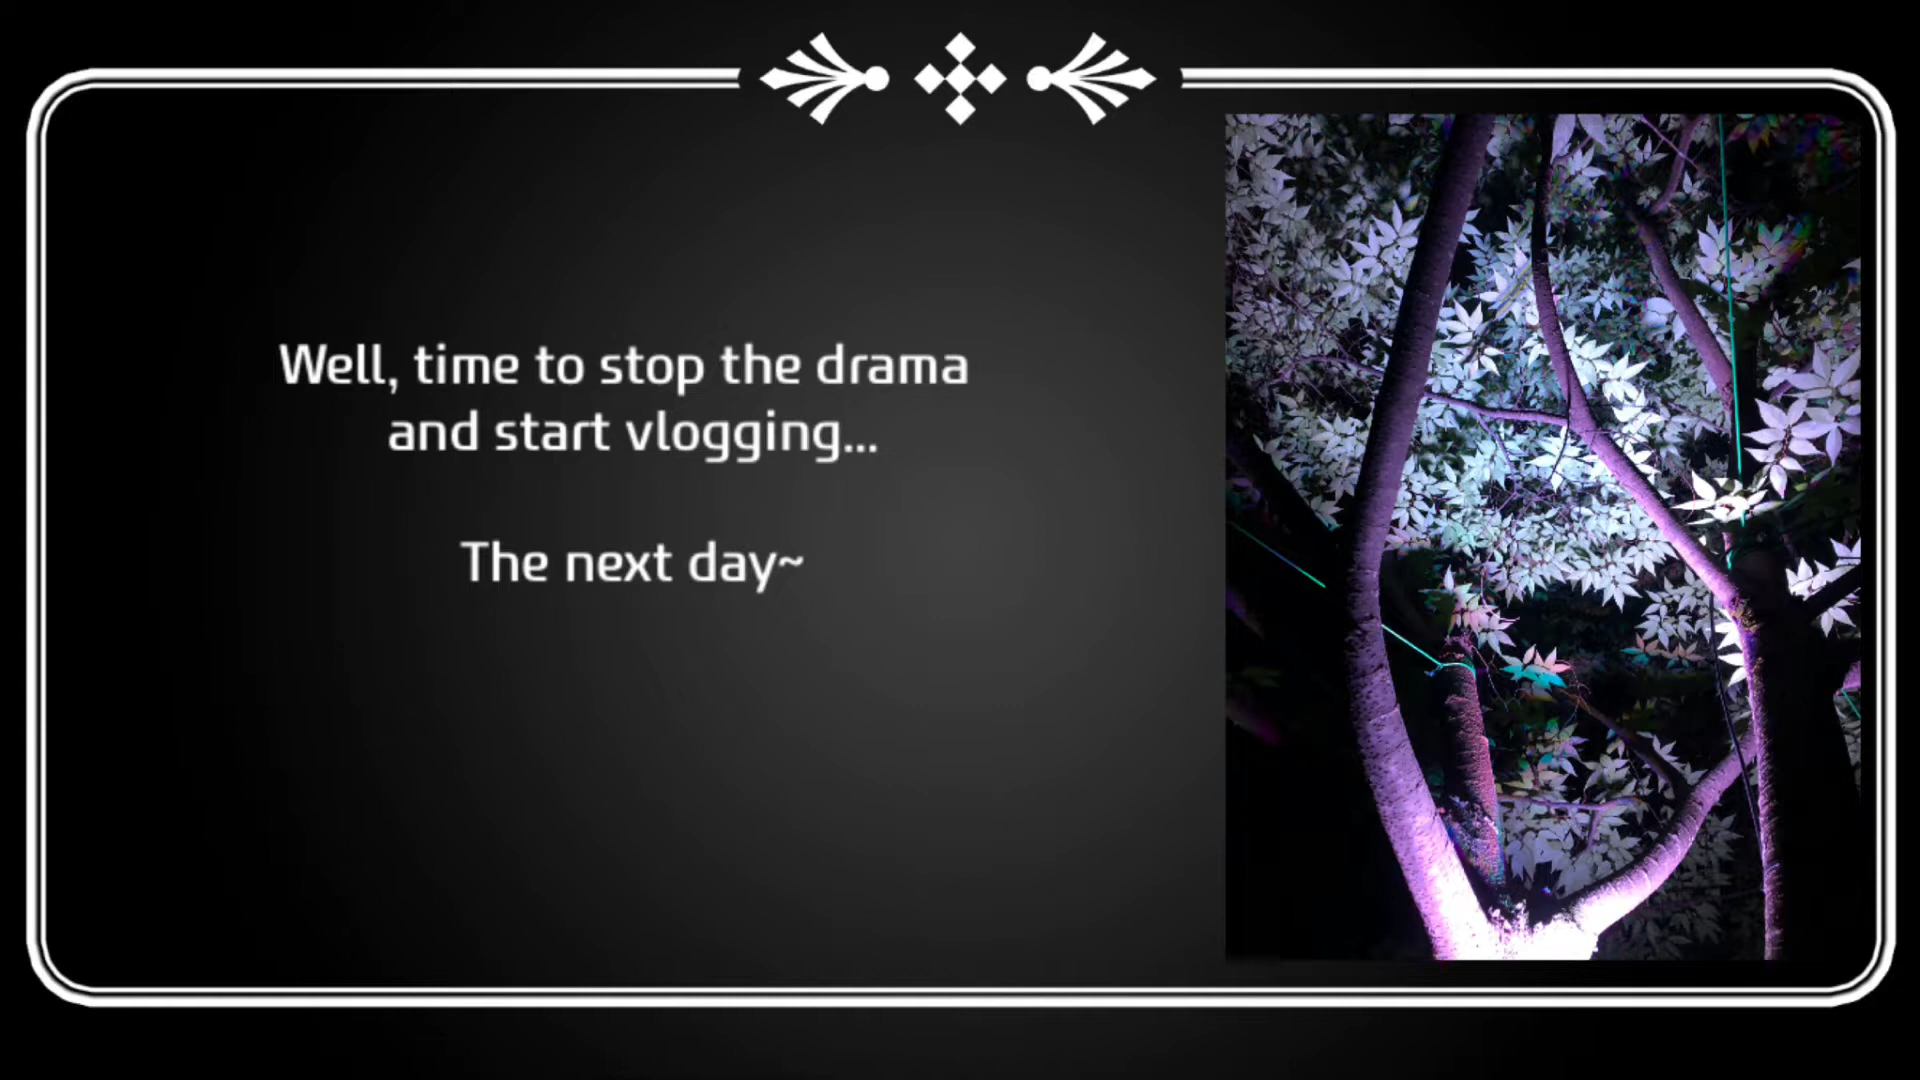 Well, time to stop the drama
and start vlogging...
The next day~